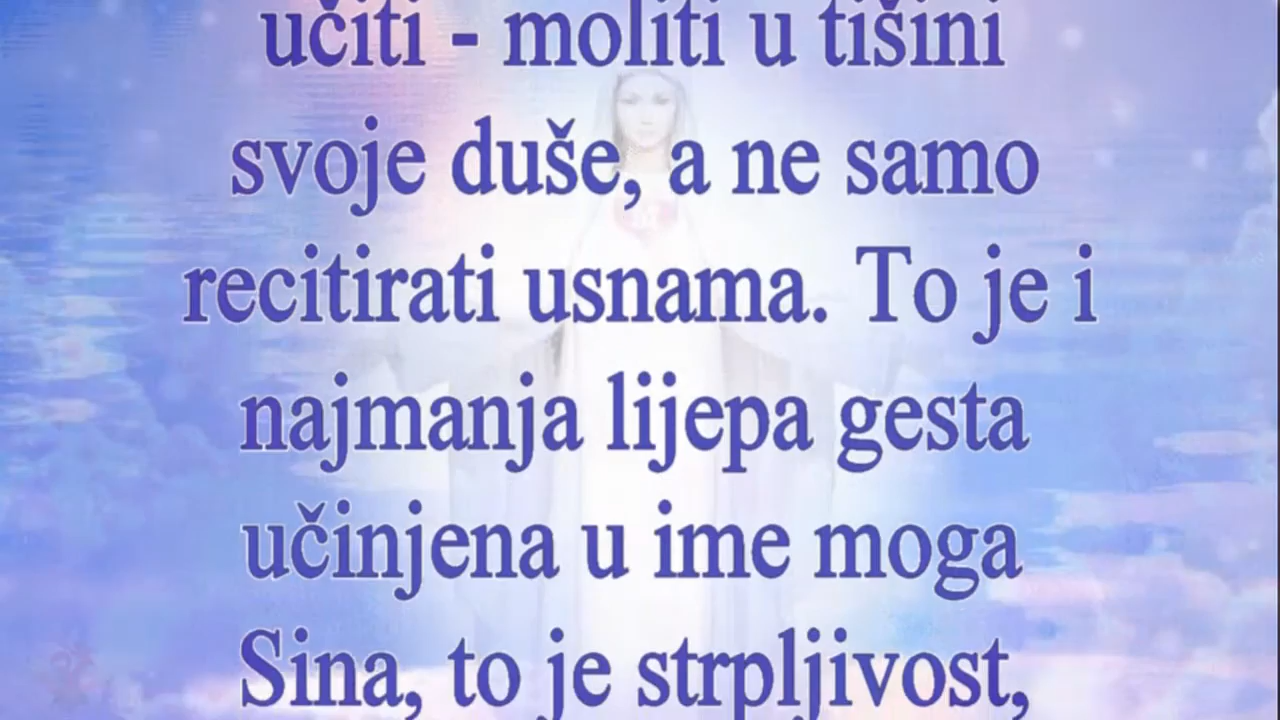 učiti - moliti u tišini
svoje duše, a ne samo
recitirati usnama. To je i
najmanja lijepa gesta
učinjena u ime moga
Sina, to je strpljivost,